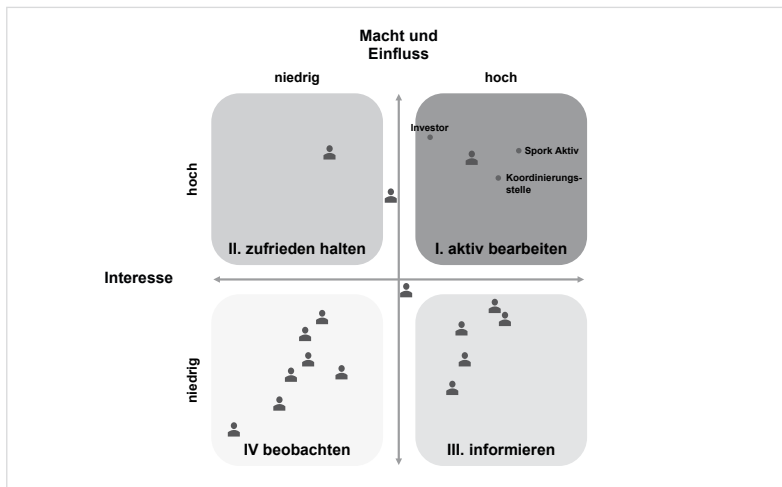 Macht und
Einfluss
niedrig
hoch
Investor
Spork Aktiv
Koordinierungs-
stelle
hoch
II. zufrieden halten
I. aktiv bearbeiten
Interesse
niedrig
IV beobachten
III. informieren